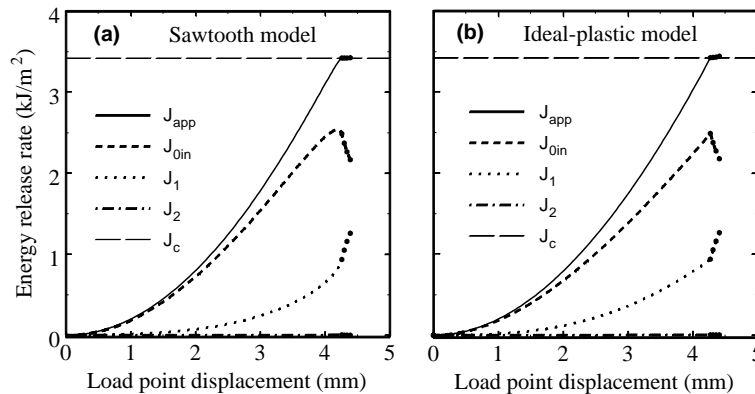 (a) Sawtooth model
Energy release rate (kJ/m²)
4
3
2
1
0
J_app
J_0in
J_1
J_2
J_c
0 1 2 3 4 5
Load point displacement (mm)
(b) Ideal-plastic model
J_app
J_0in
J_1
J_2
J_c
0 1 2 3 4 5
Load point displacement (mm)